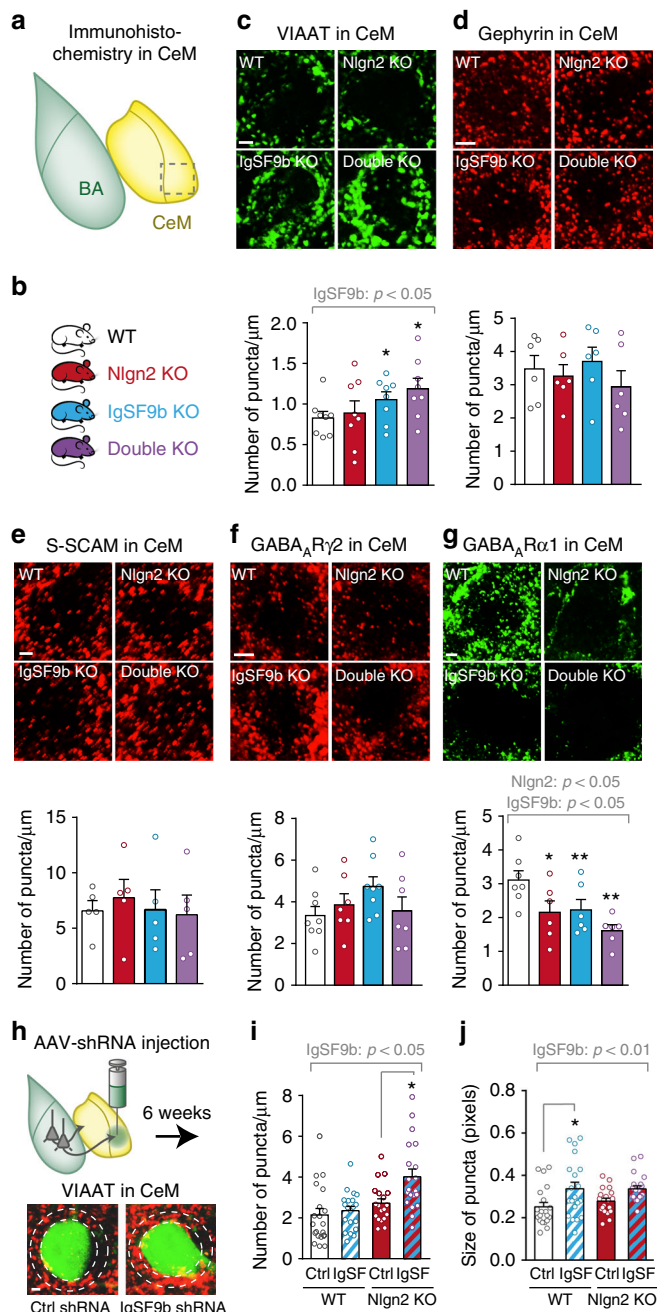 a
Immunohisto-
chemistry in CeM
BA
CeM
b
WT
Nlgn2 KO
IgSF9b KO
Double KO
c
VIAAT in CeM
WT
Nlgn2 KO
IgSF9b KO
Double KO
IgSF9b: p < 0.05
Number of puncta/μm
2.0
1.5
1.0
0.5
0.0
*
*
d
Gephyrin in CeM
WT
Nlgn2 KO
IgSF9b KO
Double KO
Number of puncta/μm
5
4
3
2
1
0
e
S-SCAM in CeM
WT
Nlgn2 KO
IgSF9b KO
Double KO
Number of puncta/μm
15
10
5
0
f
GABAARγ2 in CeM
WT
Nlgn2 KO
IgSF9b KO
Double KO
Number of puncta/μm
8
6
4
2
0
g
GABAARα1 in CeM
WT
Nlgn2 KO
IgSF9b KO
Double KO
Nlgn2: p < 0.05
IgSF9b: p < 0.05
Number of puncta/μm
5
4
3
2
1
0
*
**
**
h
AAV-shRNA injection
6 weeks
VIAAT in CeM
Ctrl shRNA
IgSF9b shRNA
i
IgSF9b: p < 0.05
Number of puncta/μm
8
6
4
2
0
*
Ctrl IgSF Ctrl IgSF
WT Nlgn2 KO
j
IgSF9b: p < 0.01
Size of puncta (pixels)
0.8
0.6
0.4
0.2
0.0
*
Ctrl IgSF Ctrl IgSF
WT Nlgn2 KO